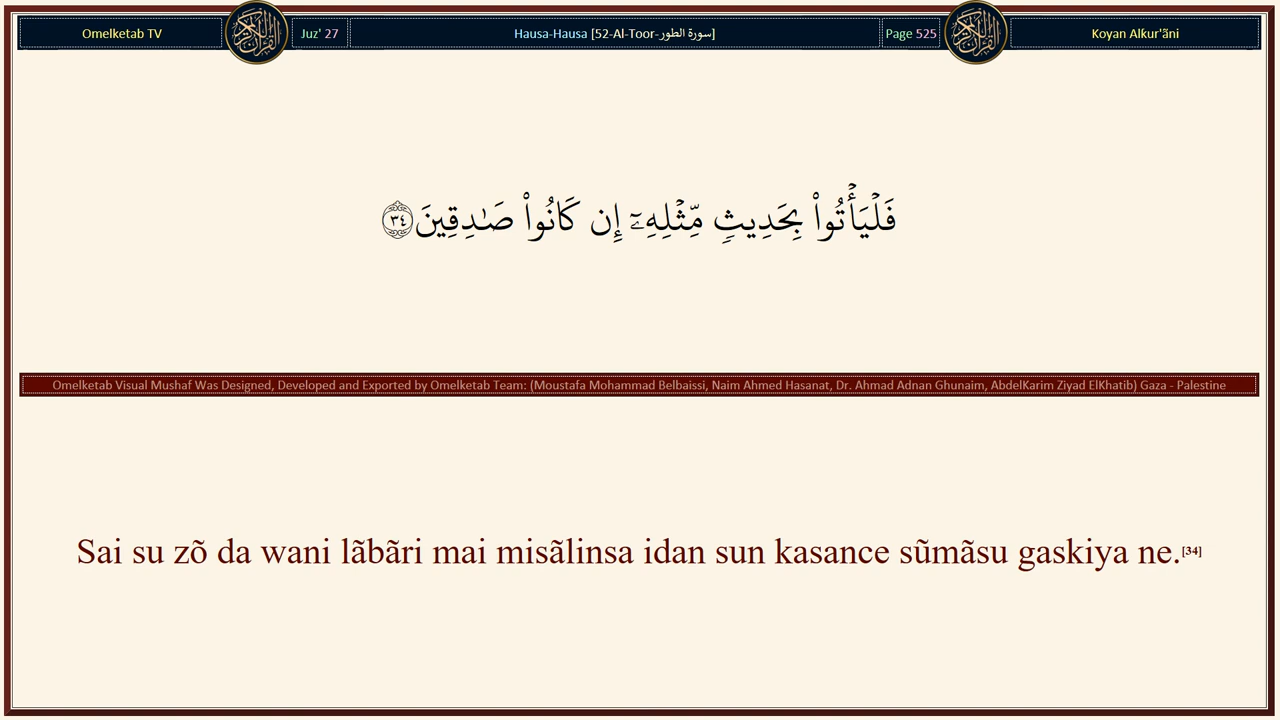 Omelketab TV
Juz' 27
Hausa-Hausa [52-Al-Toor-سورة الطور]
Page 525
Koyan Alƙur'ãni
فَلْيَأْتُوا۟ بِحَدِيثٍ مِّثْلِهِۦٓ إِن كَانُوا۟ صَـٰدِقِينَ ٣٤
Omelketab Visual Mushaf Was Designed, Developed and Exported by Omelketab Team: (Moustafa Mohammad Belbaissi, Naim Ahmed Hasanat, Dr. Ahmad Adnan Ghunaim, AbdelKarim Ziyad ElKhatib) Gaza - Palestine
Sai su zõ da wani lãbãri mai misãlinsa idan sun kasance sũmãsu gaskiya ne.[34]